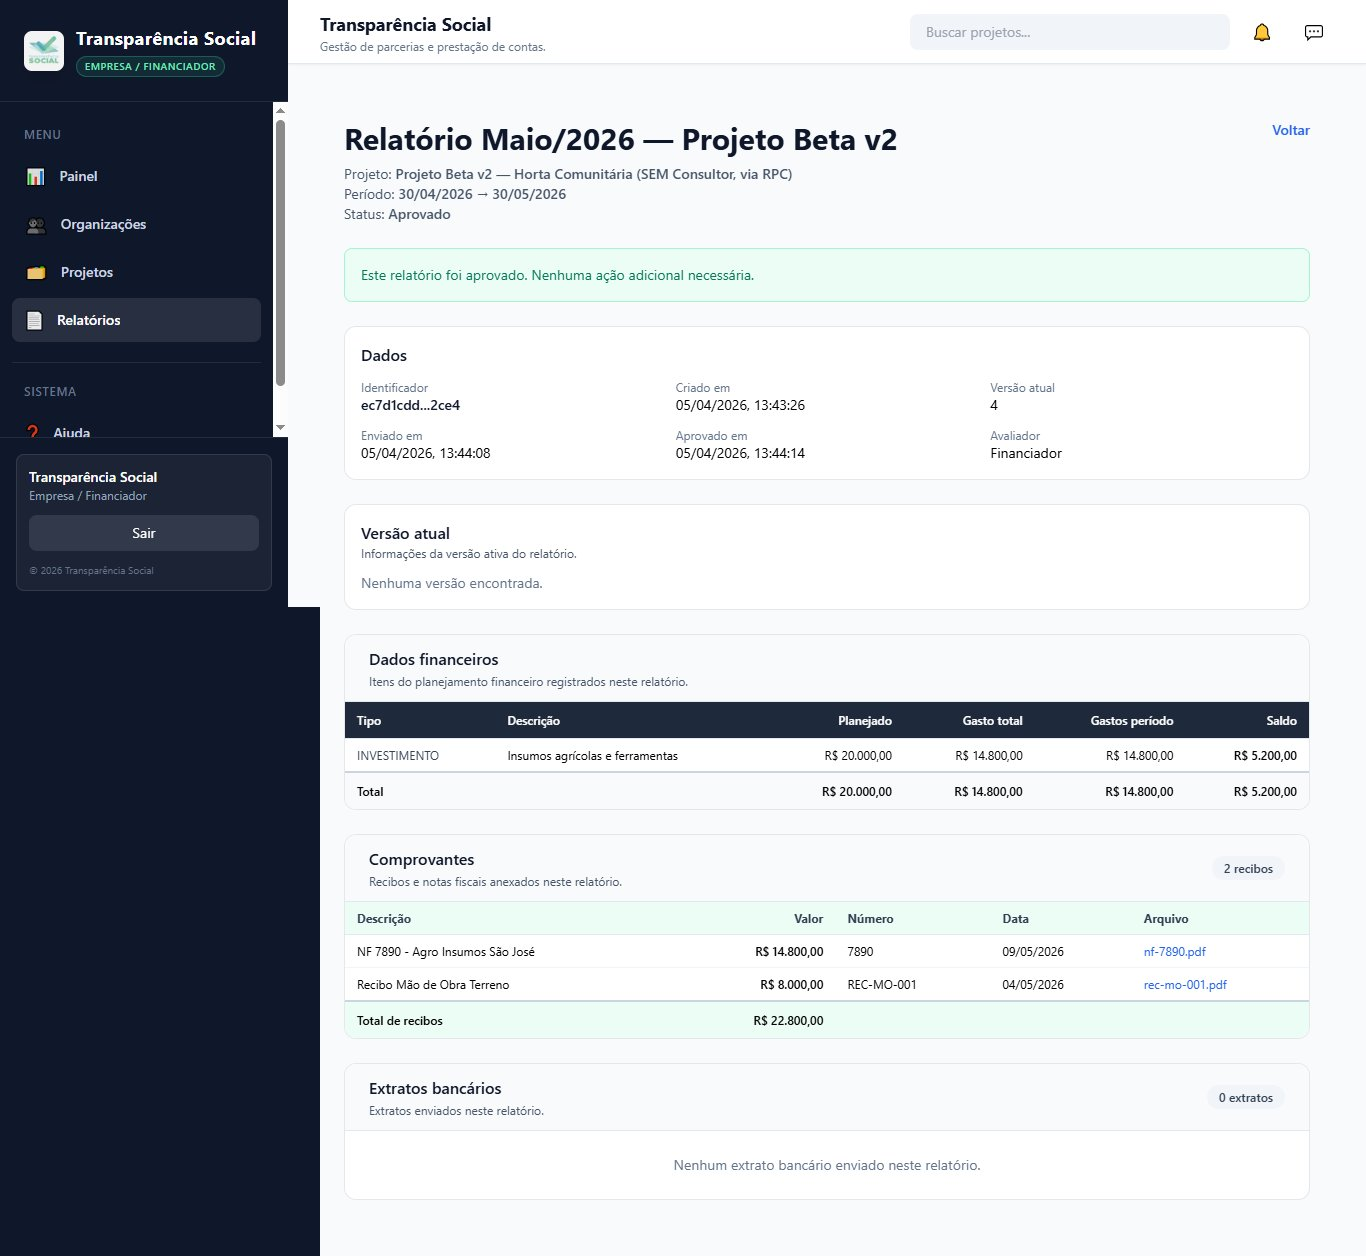 Transparência Social
SOCIAL
EMPRESA / FINANCIADOR
MENU
Painel
Organizações
Projetos
Relatórios
SISTEMA
Ajuda
Transparência Social
Empresa / Financiador
Sair
© 2026 Transparência Social
Transparência Social
Gestão de parcerias e prestação de contas.
Buscar projetos...
Relatório Maio/2026 — Projeto Beta v2
Voltar
Projeto: Projeto Beta v2 — Horta Comunitária (SEM Consultor, via RPC)
Período: 30/04/2026 → 30/05/2026
Status: Aprovado
Este relatório foi aprovado. Nenhuma ação adicional necessária.
Dados
Identificador Criado em Versão atual
ec7d1cdd...2ce4 05/04/2026, 13:43:26 4
Enviado em Aprovado em Avaliador
05/04/2026, 13:44:08 05/04/2026, 13:44:14 Financiador
Versão atual
Informações da versão ativa do relatório.
Nenhuma versão encontrada.
Dados financeiros
Itens do planejamento financeiro registrados neste relatório.
Tipo Descrição Planejado Gasto total Gastos período Saldo
INVESTIMENTO Insumos agrícolas e ferramentas R$ 20.000,00 R$ 14.800,00 R$ 14.800,00 R$ 5.200,00
Total R$ 20.000,00 R$ 14.800,00 R$ 14.800,00 R$ 5.200,00
Comprovantes
Recibos e notas fiscais anexados neste relatório.
2 recibos
Descrição Valor Número Data Arquivo
NF 7890 - Agro Insumos São José R$ 14.800,00 7890 09/05/2026 nf-7890.pdf
Recibo Mão de Obra Terreno R$ 8.000,00 REC-MO-001 04/05/2026 rec-mo-001.pdf
Total de recibos R$ 22.800,00
Extratos bancários
Extratos enviados neste relatório.
0 extratos
Nenhum extrato bancário enviado neste relatório.